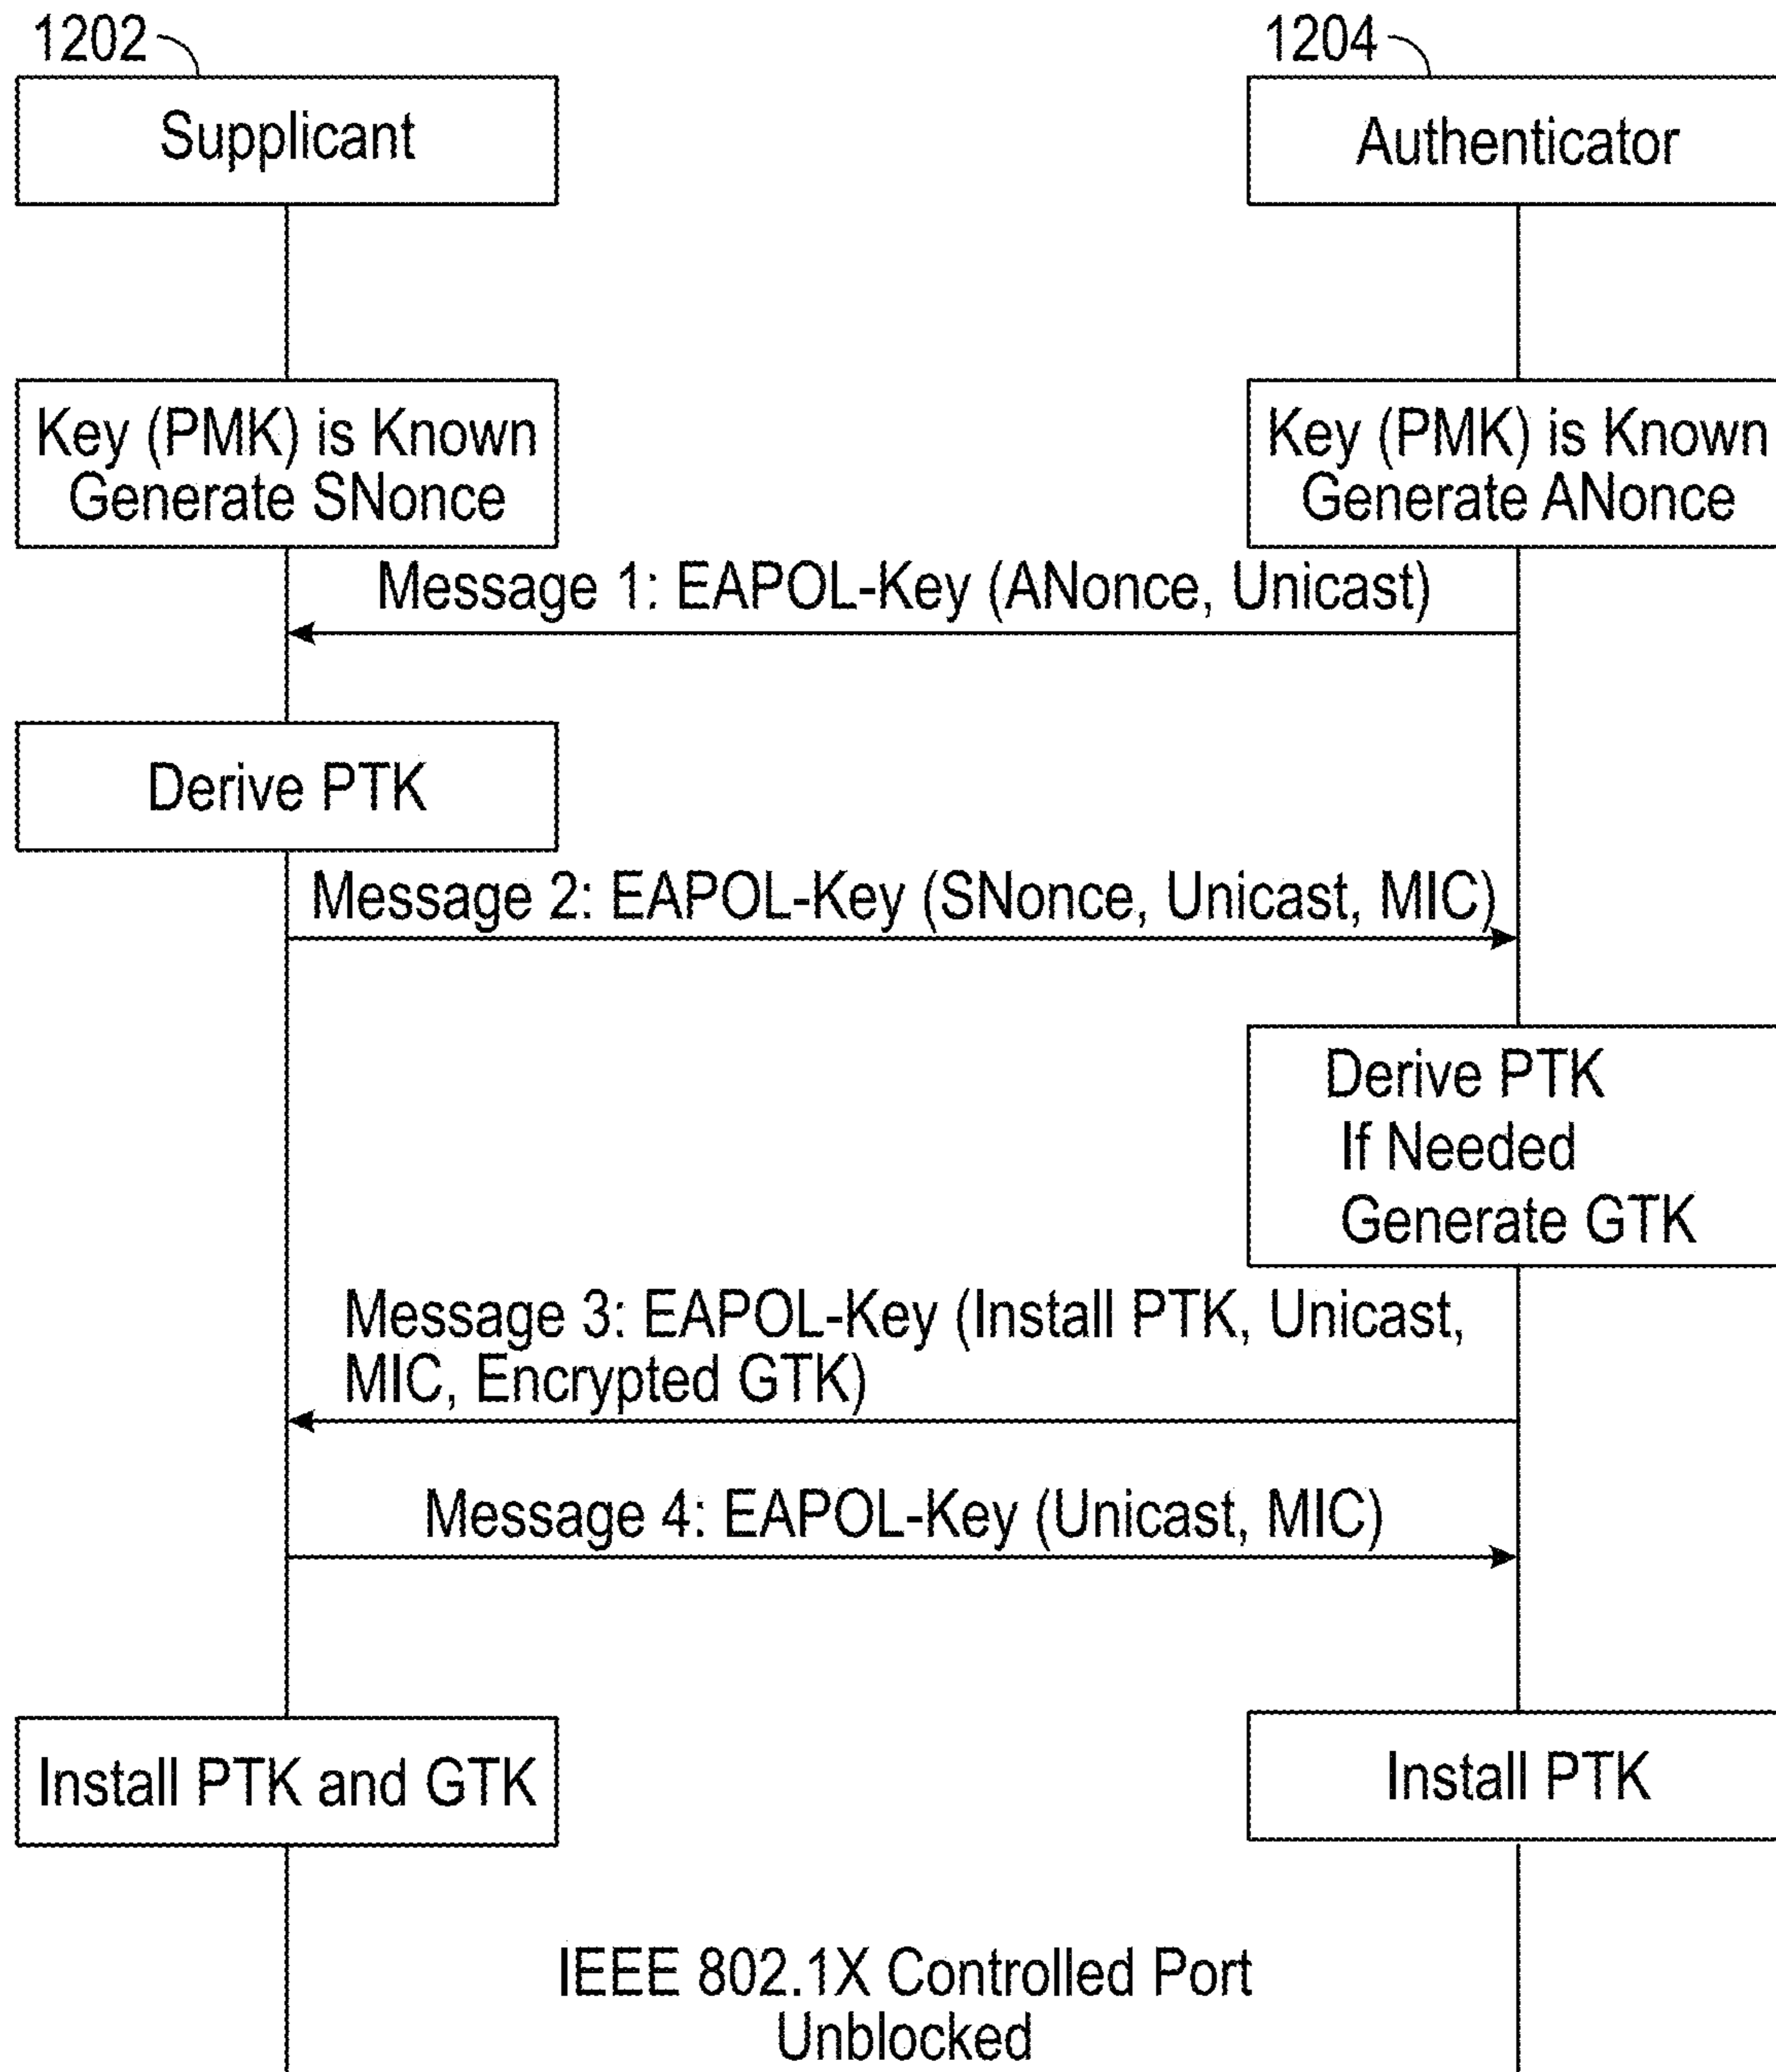 1202
1204
Supplicant
Authenticator
Key (PMK) is Known
Generate SNonce
Key (PMK) is Known
Generate ANonce
Message 1: EAPOL-Key (ANonce, Unicast)
Derive PTK
Message 2: EAPOL-Key (SNonce, Unicast, MIC)
Derive PTK
If Needed
Generate GTK
Message 3: EAPOL-Key (Install PTK, Unicast,
MIC, Encrypted GTK)
Message 4: EAPOL-Key (Unicast, MIC)
Install PTK and GTK
Install PTK
IEEE 802.1X Controlled Port
Unblocked